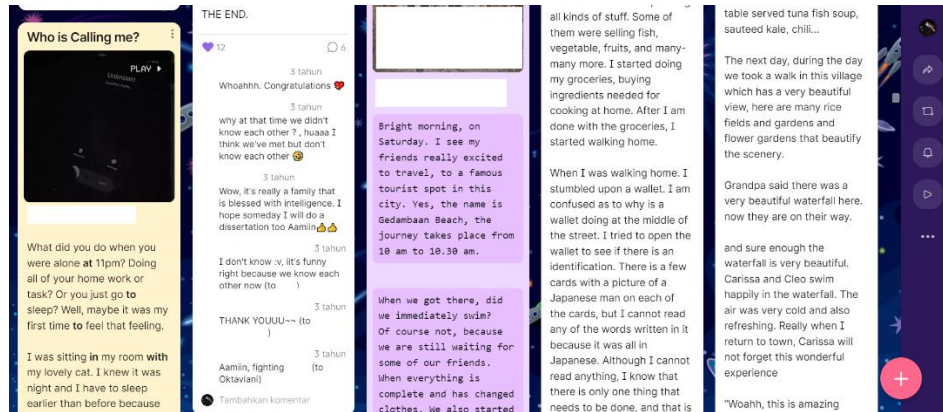 Who is Calling me?
PLAY
Unknown
What did you do when you
were alone at 11pm? Doing
all of your home work or
task? Or you just go to
sleep? Well, maybe it was my
first time to feel that feeling.
I was sitting in my room with
my lovely cat. I knew it was
night and I have to sleep
earlier than before because
THE END.
12
6
3 tahun
Whoahhh. Congratulations
3 tahun
why at that time we didn't
know each other ? , huaaa I
think we've met but don't
know each other
3 tahun
Wow, it's really a family that
is blessed with intelligence. I
hope someday I will do a
dissertation too Aamiin
3 tahun
I don't know :v, iit's funny
right because we know each
other now (to )
3 tahun
THANK YOUUU~~ (to
)
3 tahun
Aamiin, fighting (to
Oktaviani)
Tambahkan komentar
Bright morning, on
Saturday. I see my
friends really excited
to travel, to a famous
tourist spot in this
city. Yes, the name is
Gedambaan Beach, the
journey takes place from
10 am to 10.30 am.
When we got there, did
we immediately swim?
Of course not, because
we are still waiting for
some of our friends.
When everything is
complete and has changed
clothes. We also started
all kinds of stuff. Some of
them were selling fish,
vegetable, fruits, and many-
many more. I started doing
my groceries, buying
ingredients needed for
cooking at home. After I am
done with the groceries, I
started walking home.
When I was walking home. I
stumbled upon a wallet. I am
confused as to why is a
wallet doing at the middle of
the street. I tried to open the
wallet to see if there is an
identification. There is a few
cards with a picture of a
Japanese man on each of
the cards, but I cannot read
any of the words written in it
because it was all in
Japanese. Although I cannot
read anything, I know that
there is only one thing that
needs to be done, and that is
table served tuna fish soup,
sauteed kale, chili...
The next day, during the day
we took a walk in this village
which has a very beautiful
view, here are many rice
fields and gardens and
flower gardens that beautify
the scenery.
Grandpa said there was a
very beautiful waterfall here.
now they are on their way.
and sure enough the
waterfall is very beautiful.
Carissa and Cleo swim
happily in the waterfall. The
air was very cold and also
refreshing. Really when I
return to town, Carissa will
not forget this wonderful
experience
"Woahh, this is amazing